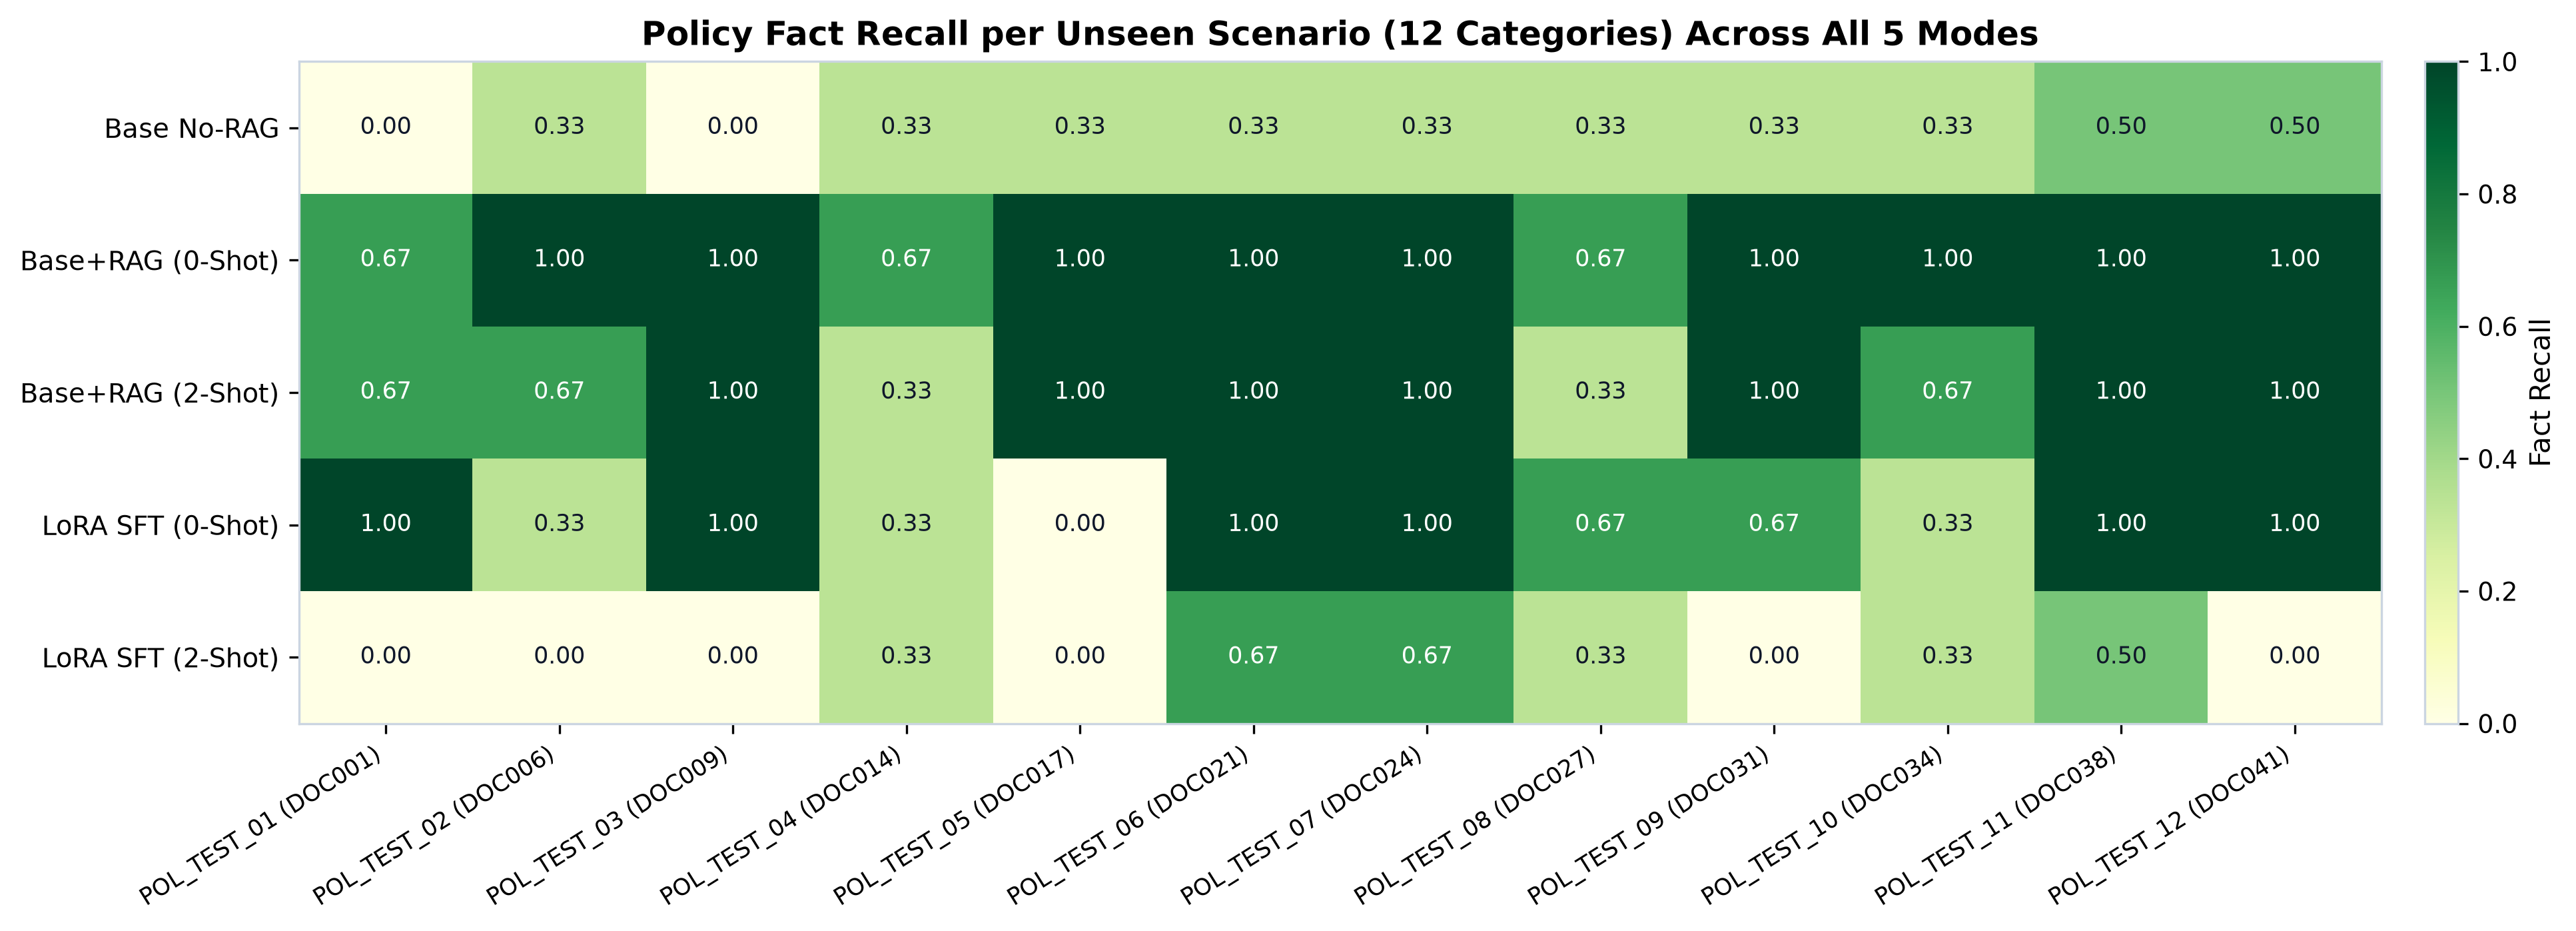 Policy Fact Recall per Unseen Scenario (12 Categories) Across All 5 Modes
Base No-RAG 0.00 0.33 0.00 0.33 0.33 0.33 0.33 0.33 0.33 0.33 0.50 0.50
Base+RAG (0-Shot) 0.67 1.00 1.00 0.67 1.00 1.00 1.00 0.67 1.00 1.00 1.00 1.00
Base+RAG (2-Shot) 0.67 0.67 1.00 0.33 1.00 1.00 1.00 0.33 1.00 0.67 1.00 1.00
LoRA SFT (0-Shot) 1.00 0.33 1.00 0.33 0.00 1.00 1.00 0.67 0.67 0.33 1.00 1.00
LoRA SFT (2-Shot) 0.00 0.00 0.00 0.33 0.00 0.67 0.67 0.33 0.00 0.33 0.50 0.00
POL_TEST_01 (DOC001)
POL_TEST_02 (DOC006)
POL_TEST_03 (DOC009)
POL_TEST_04 (DOC014)
POL_TEST_05 (DOC017)
POL_TEST_06 (DOC021)
POL_TEST_07 (DOC024)
POL_TEST_08 (DOC027)
POL_TEST_09 (DOC031)
POL_TEST_10 (DOC034)
POL_TEST_11 (DOC038)
POL_TEST_12 (DOC041)
1.0
0.8
0.6
0.4
0.2
0.0
Fact Recall